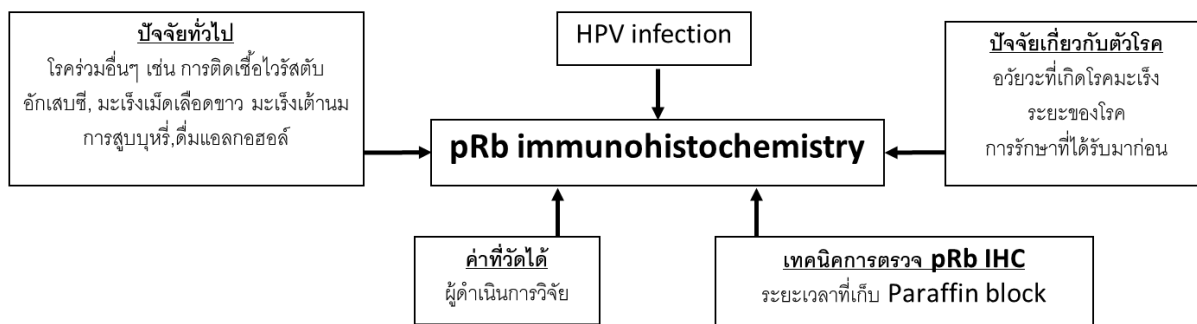 ปัจจัยทั่วไป
โรคร่วมอื่นๆ เช่น การติดเชื้อไวรัสตับ
อักเสบซี, มะเร็งเม็ดเลือดขาว มะเร็งเต้านม
การสูบบุหรี่,ดื่มแอลกอฮอล์
HPV infection
ปัจจัยเกี่ยวกับตัวโรค
อวัยวะที่เกิดโรคมะเร็ง
ระยะของโรค
การรักษาที่ได้รับมาก่อน
pRb immunohistochemistry
ค่าที่วัดได้
ผู้ดำเนินการวิจัย
เทคนิคการตรวจ pRb IHC
ระยะเวลาที่เก็บ Paraffin block